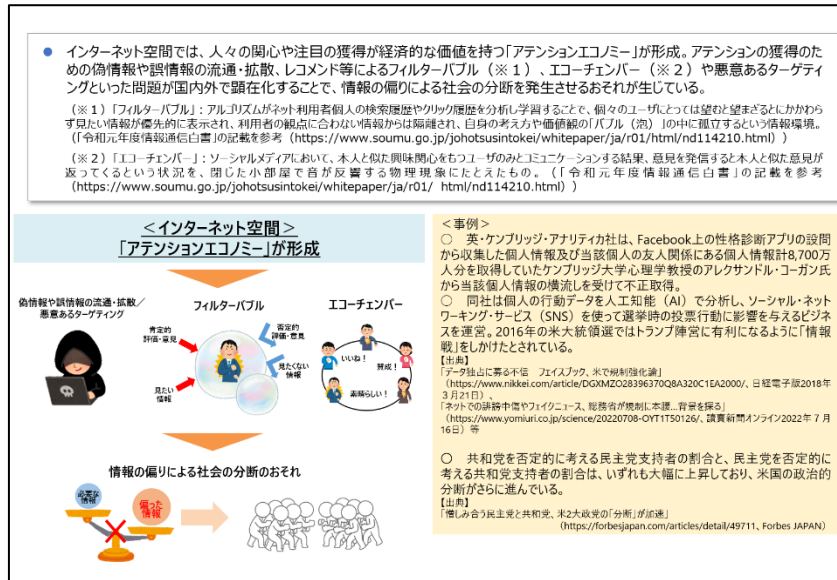 ● インターネット空間では、人々の関心や注目の獲得が経済的な価値を持つ「アテンションエコノミー」が形成。アテンションの獲得のた
めの偽情報や誤情報の流通・拡散、レコメンド等によるフィルターバブル（※１）、エコーチェンバー（※２）や悪意あるターゲティ
ングといった問題が国内外で顕在化することで、情報の偏りによる社会の分断を発生させるおそれが生じている。
（※１）「フィルターバブル」：アルゴリズムがネット利用者個人の検索履歴やクリック履歴を分析し学習することで、個々のユーザにとっては望むと望まざるとにかかわら
ず見たい情報が優先的に表示され、利用者の観点に合わない情報からは隔離され、自身の考え方や価値観の「バブル（泡）」の中に孤立するという情報環境。
（「令和元年度情報通信白書」の記載を参考（https://www.soumu.go.jp/johotsusintokei/whitepaper/ja/r01/html/nd114210.html））
（※２）「エコーチェンバー」：ソーシャルメディアにおいて、本人と似た興味関心をもつユーザのみとコミュニケーションする結果、意見を発信すると本人と似た意見が
返ってくるという状況を、閉じた小部屋で音が反響する物理現象にたとえたもの。（「令和元年度情報通信白書」の記載を参考
（https://www.soumu.go.jp/johotsusintokei/whitepaper/ja/r01/ html/nd114210.html））
＜インターネット空間＞
「アテンションエコノミー」が形成
偽情報や誤情報の流通・拡散／
悪意あるターゲティング
フィルターバブル
エコーチェンバー
肯定的
評価・意見
否定的
評価・意見
見たくない
情報
見たい
情報
いいね！
賛成！
素晴らしい！
情報の偏りによる社会の分断のおそれ
必要な
情報
偏った
情報
＜事例＞
○ 英・ケンブリッジ・アナリティカ社は、Facebook上の性格診断アプリの設問
から収集した個人情報及び当該個人の友人関係にある個人情報計8,700万
人分を取得していたケンブリッジ大学心理学教授のアレクサンドル・コーガン氏
から当該個人情報の横流しを受けて不正取得。
○ 同社は個人の行動データを人工知能（AI）で分析し、ソーシャル・ネット
ワーキング・サービス（SNS）を使って選挙時の投票行動に影響を与えるビジネ
スを運営。2016年の米大統領選ではトランプ陣営に有利になるように「情報
戦」をしかけたとされている。
【出典】
「データ独占に募る不信 フェイスブック、米で規制強化論」
（https://www.nikkei.com/article/DGXMZO28396370Q8A320C1EA2000/、日経電子版2018年
３月21日）、
「ネットでの誹謗中傷やフェイクニュース、総務省が規制に本腰…背景を探る」
（https://www.yomiuri.co.jp/science/20220708-OYT1T50126/、讀賣新聞オンライン2022年７月
16日）等
○ 共和党を否定的に考える民主党支持者の割合と、民主党を否定的に
考える共和党支持者の割合は、いずれも大幅に上昇しており、米国の政治的
分断がさらに進んでいる。
【出典】
「憎しみ合う民主党と共和党、米2大政党の「分断」が加速」
（https://forbesjapan.com/articles/detail/49711、Forbes JAPAN）